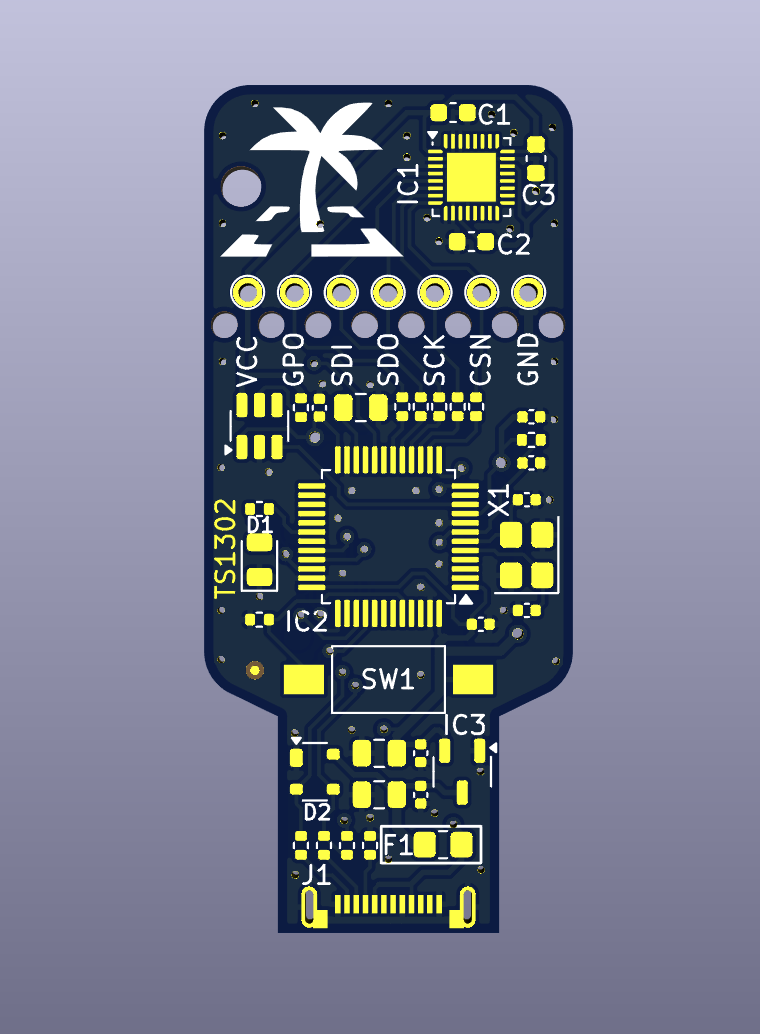 C1
IC1
C3
C2
VCC
GPO
SDI
SDO
SCK
CSN
GND
X1
TS1302
D1
IC2
SW1
IC3
D2
F1
J1